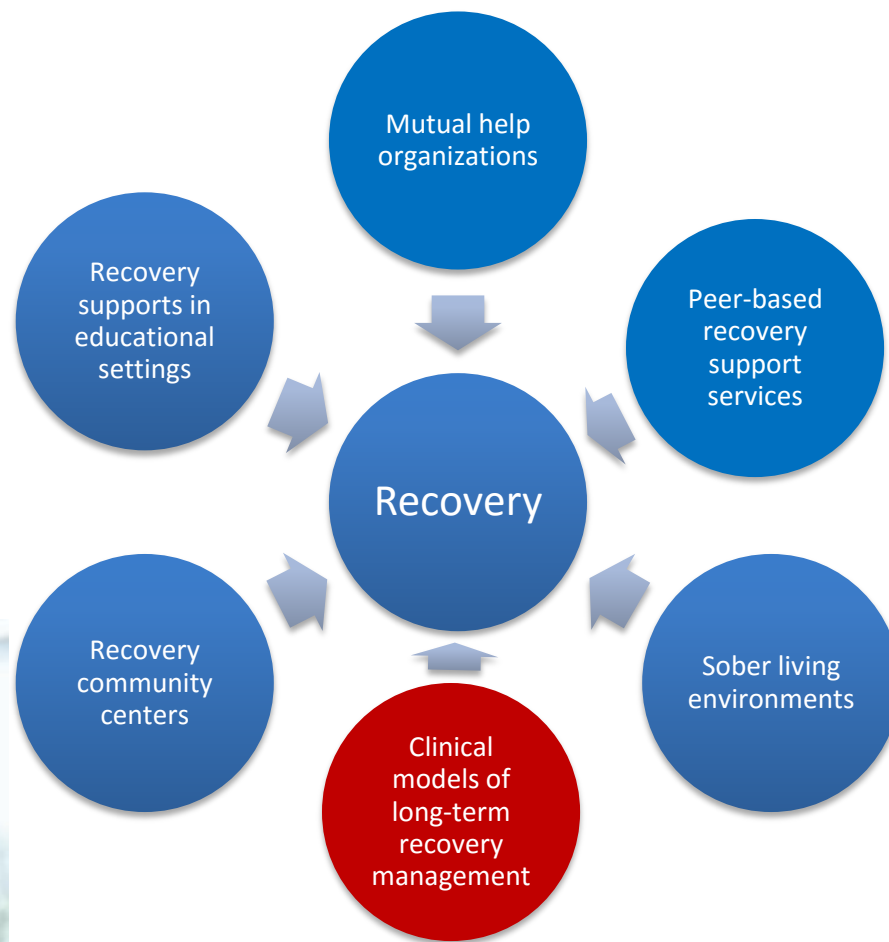 Mutual help
organizations
Recovery
supports in
educational
settings
Peer-based
recovery
support
services
Recovery
Recovery
community
centers
Sober living
environments
Clinical
models of
long-term
recovery
management